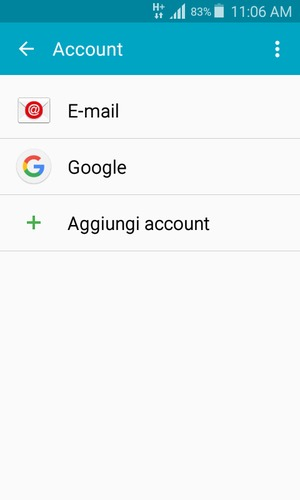 H+ 83% 11:06 AM
Account
E-mail
Google
Aggiungi account